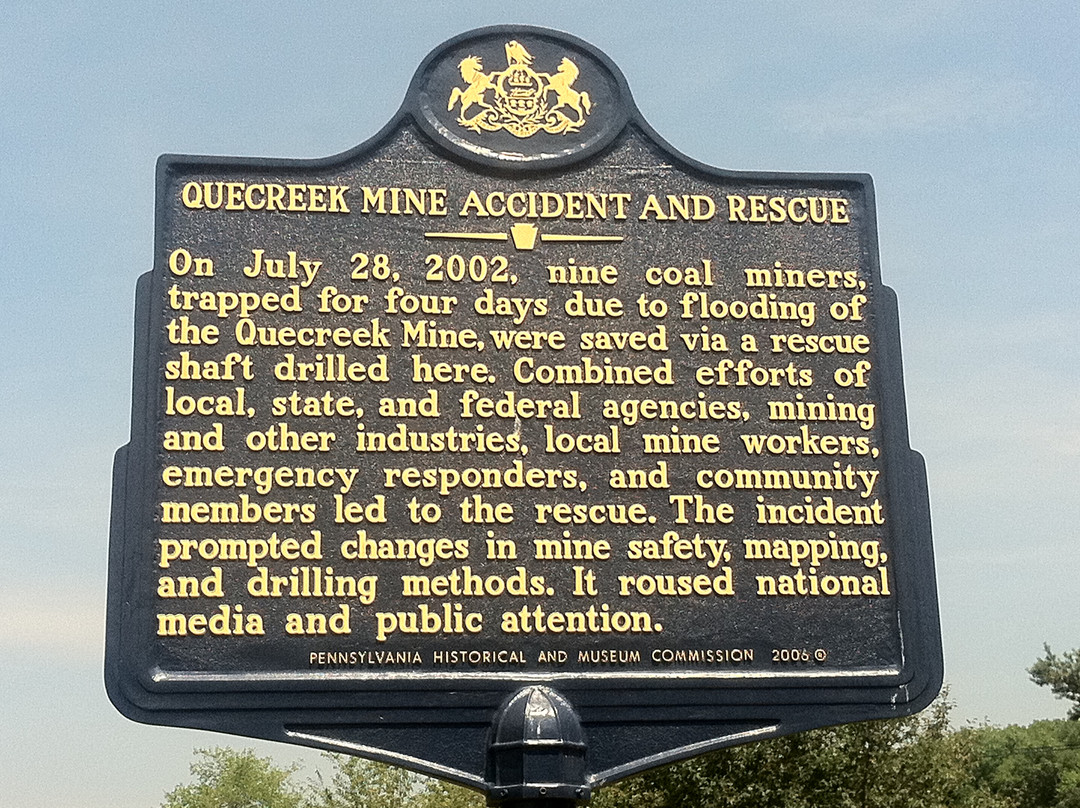 QUECREEK MINE ACCIDENT AND RESCUE
On July 28, 2002, nine coal miners,
trapped for four days due to flooding of
the Quecreek Mine, were saved via a rescue
shaft drilled here. Combined efforts of
local, state, and federal agencies, mining
and other industries, local mine workers,
emergency responders, and community
members led to the rescue. The incident
prompted changes in mine safety, mapping,
and drilling methods. It roused national
media and public attention.
PENNSYLVANIA HISTORICAL AND MUSEUM COMMISSION 2006 ®